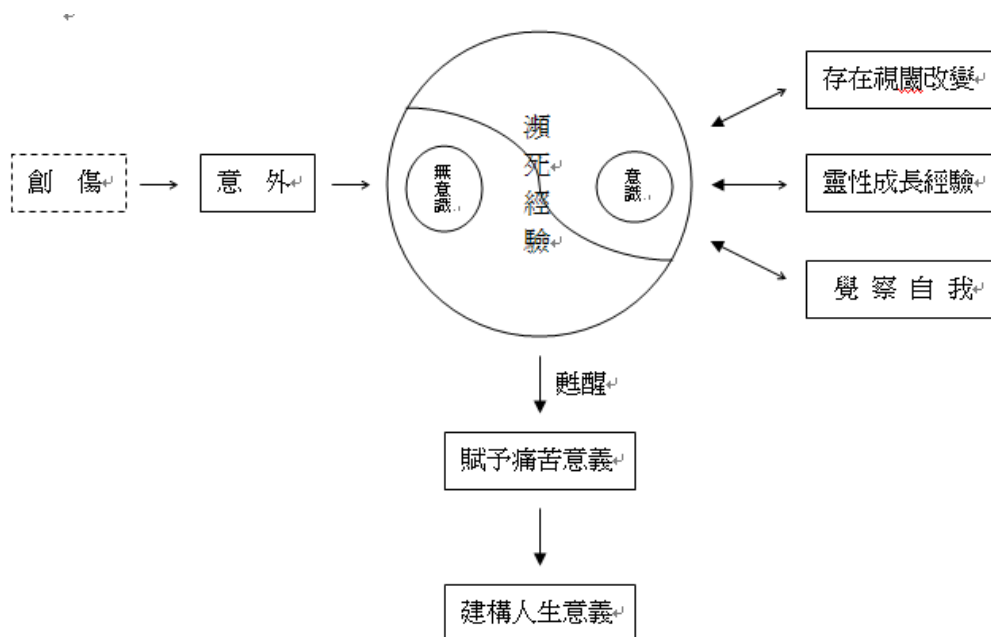 創 傷
意 外
無意識
瀕死經驗
意識
存在視閾改變
靈性成長經驗
覺 察 自 我
甦醒
賦予痛苦意義
建構人生意義